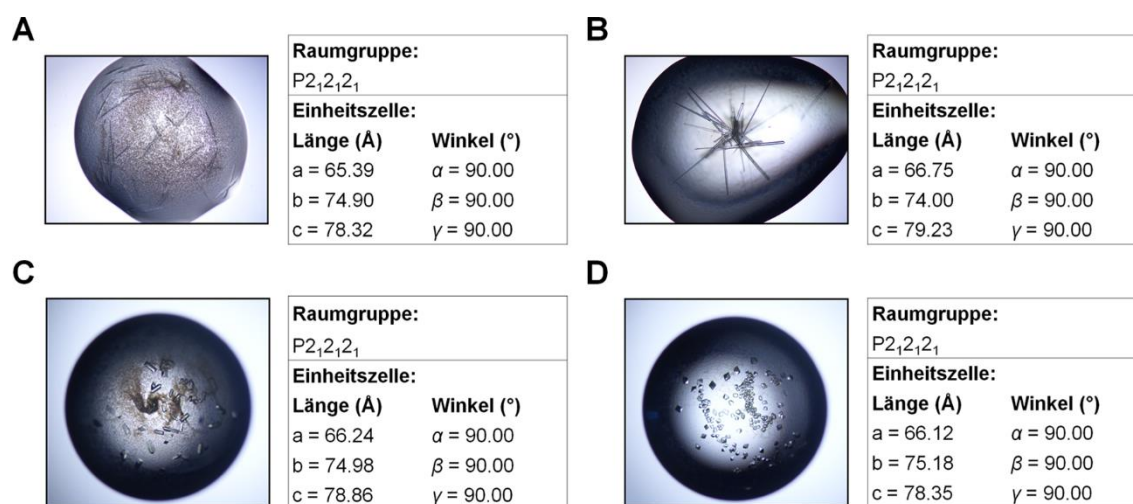 A
Raumgruppe:
P2₁2₁2₁
Einheitszelle:
Länge (Å) Winkel (°)
a = 65.39 α = 90.00
b = 74.90 β = 90.00
c = 78.32 γ = 90.00
B
Raumgruppe:
P2₁2₁2₁
Einheitszelle:
Länge (Å) Winkel (°)
a = 66.75 α = 90.00
b = 74.00 β = 90.00
c = 79.23 γ = 90.00
C
Raumgruppe:
P2₁2₁2₁
Einheitszelle:
Länge (Å) Winkel (°)
a = 66.24 α = 90.00
b = 74.98 β = 90.00
c = 78.86 γ = 90.00
D
Raumgruppe:
P2₁2₁2₁
Einheitszelle:
Länge (Å) Winkel (°)
a = 66.12 α = 90.00
b = 75.18 β = 90.00
c = 78.35 γ = 90.00